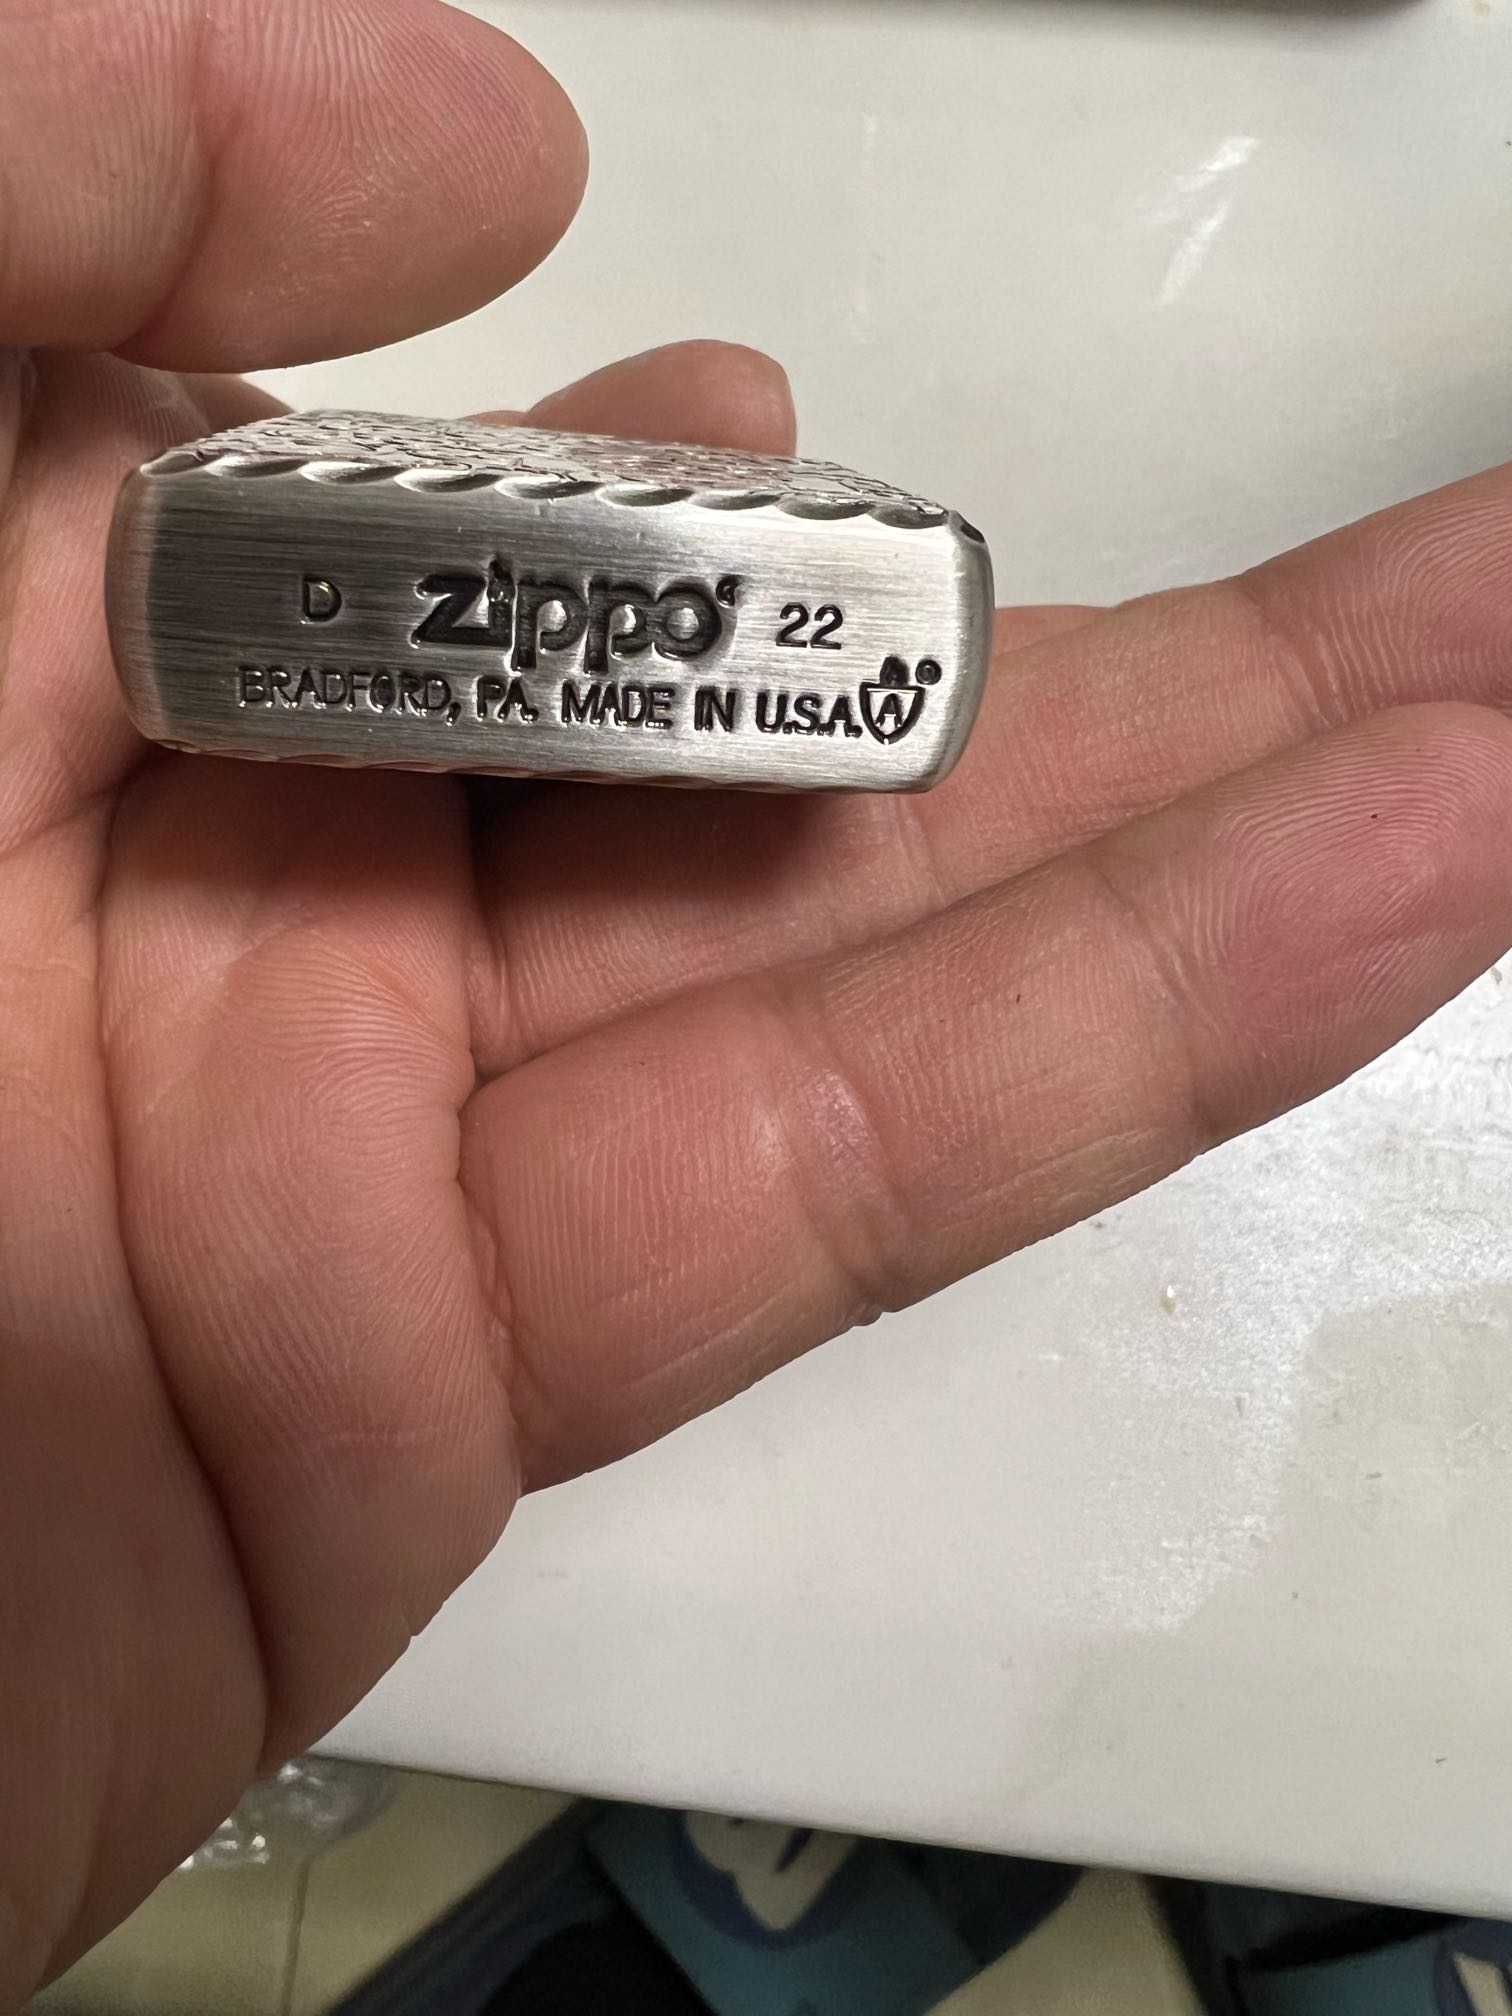 D zippo 22
BRADFORD, PA. MADE IN U.S.A. A